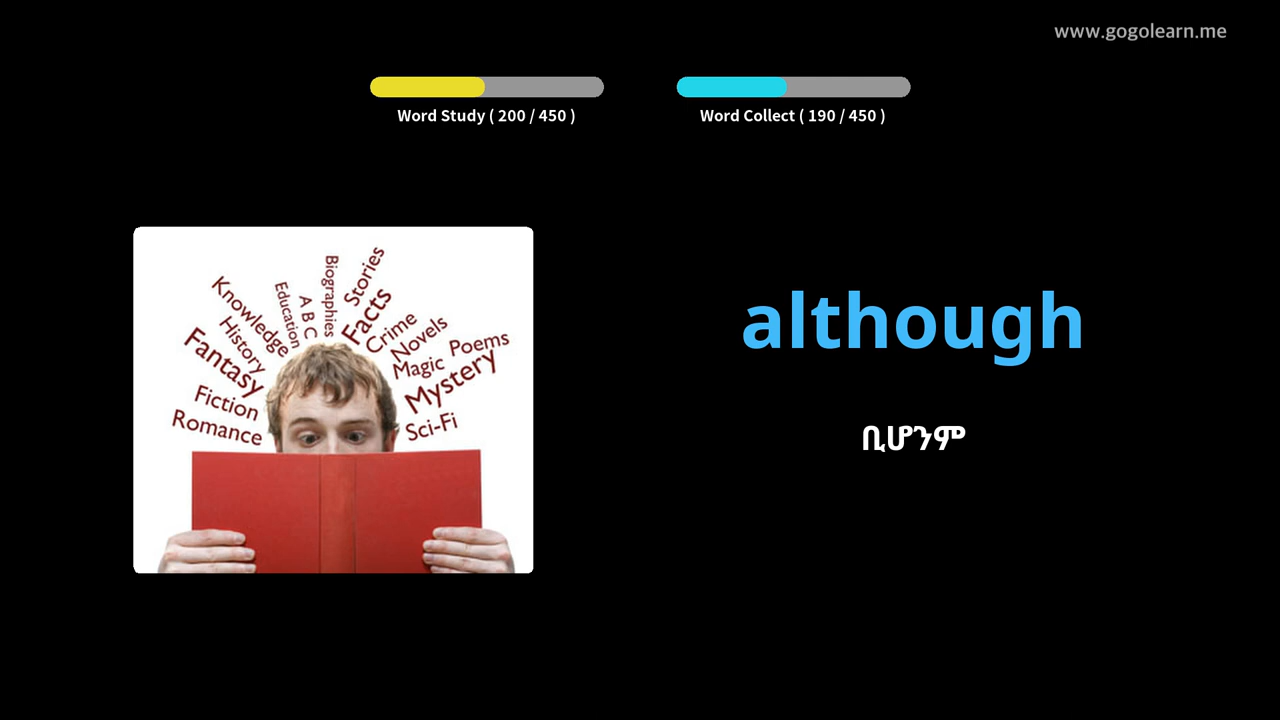 www.gogolearn.me
Word Study ( 200 / 450 )
Word Collect ( 190 / 450 )
Stories
Biographies
A B C
Education
Knowledge
History
Fantasy
Fiction
Romance
Facts
Crime
Novels
Poems
Magic
Mystery
Sci-Fi
although
ቢሆንም